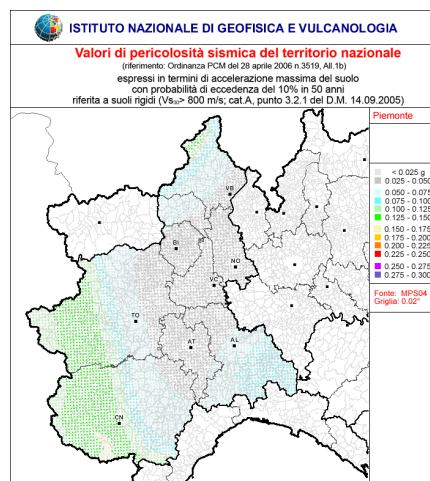 ISTITUTO NAZIONALE DI GEOFISICA E VULCANOLOGIA
Valori di pericolosità sismica del territorio nazionale
(riferimento: Ordinanza PCM del 28 aprile 2006 n.3519, All.1b)
espressi in termini di accelerazione massima del suolo
con probabilità di eccedenza del 10% in 50 anni
riferita a suoli rigidi (Vs₃₀> 800 m/s; cat.A, punto 3.2.1 del D.M. 14.09.2005)
Piemonte
< 0.025 g
0.025 - 0.050
0.050 - 0.075
0.075 - 0.100
0.100 - 0.125
0.125 - 0.150
0.150 - 0.175
0.175 - 0.200
0.200 - 0.225
0.225 - 0.250
0.250 - 0.275
0.275 - 0.300
Fonte: MPS04
Griglia: 0.02°
VB
BI
NO
VC
TO
AT
AL
CN